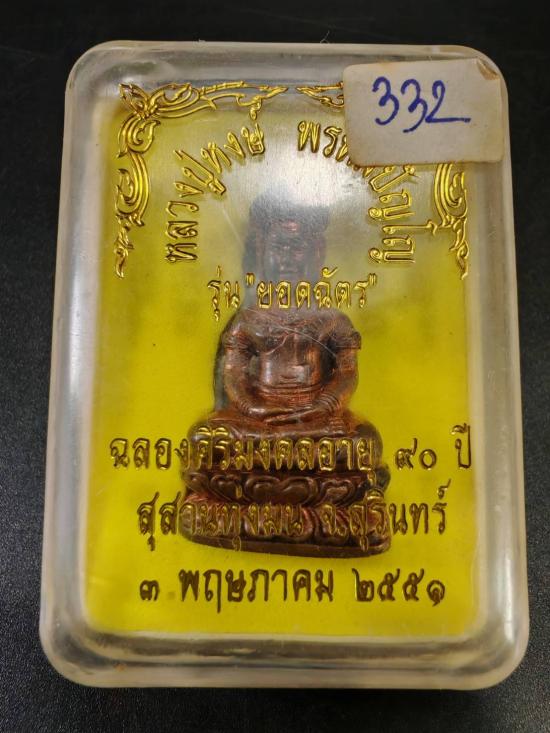 332
หลวงปู่หงษ์
รุ่น "ยอดฉัตร"
ฉลองศิริมงคลอายุ ๙๐ ปี
สุสานทุ่งมน จ.สุรินทร์
๓ พฤษภาคม ๒๕๕๑